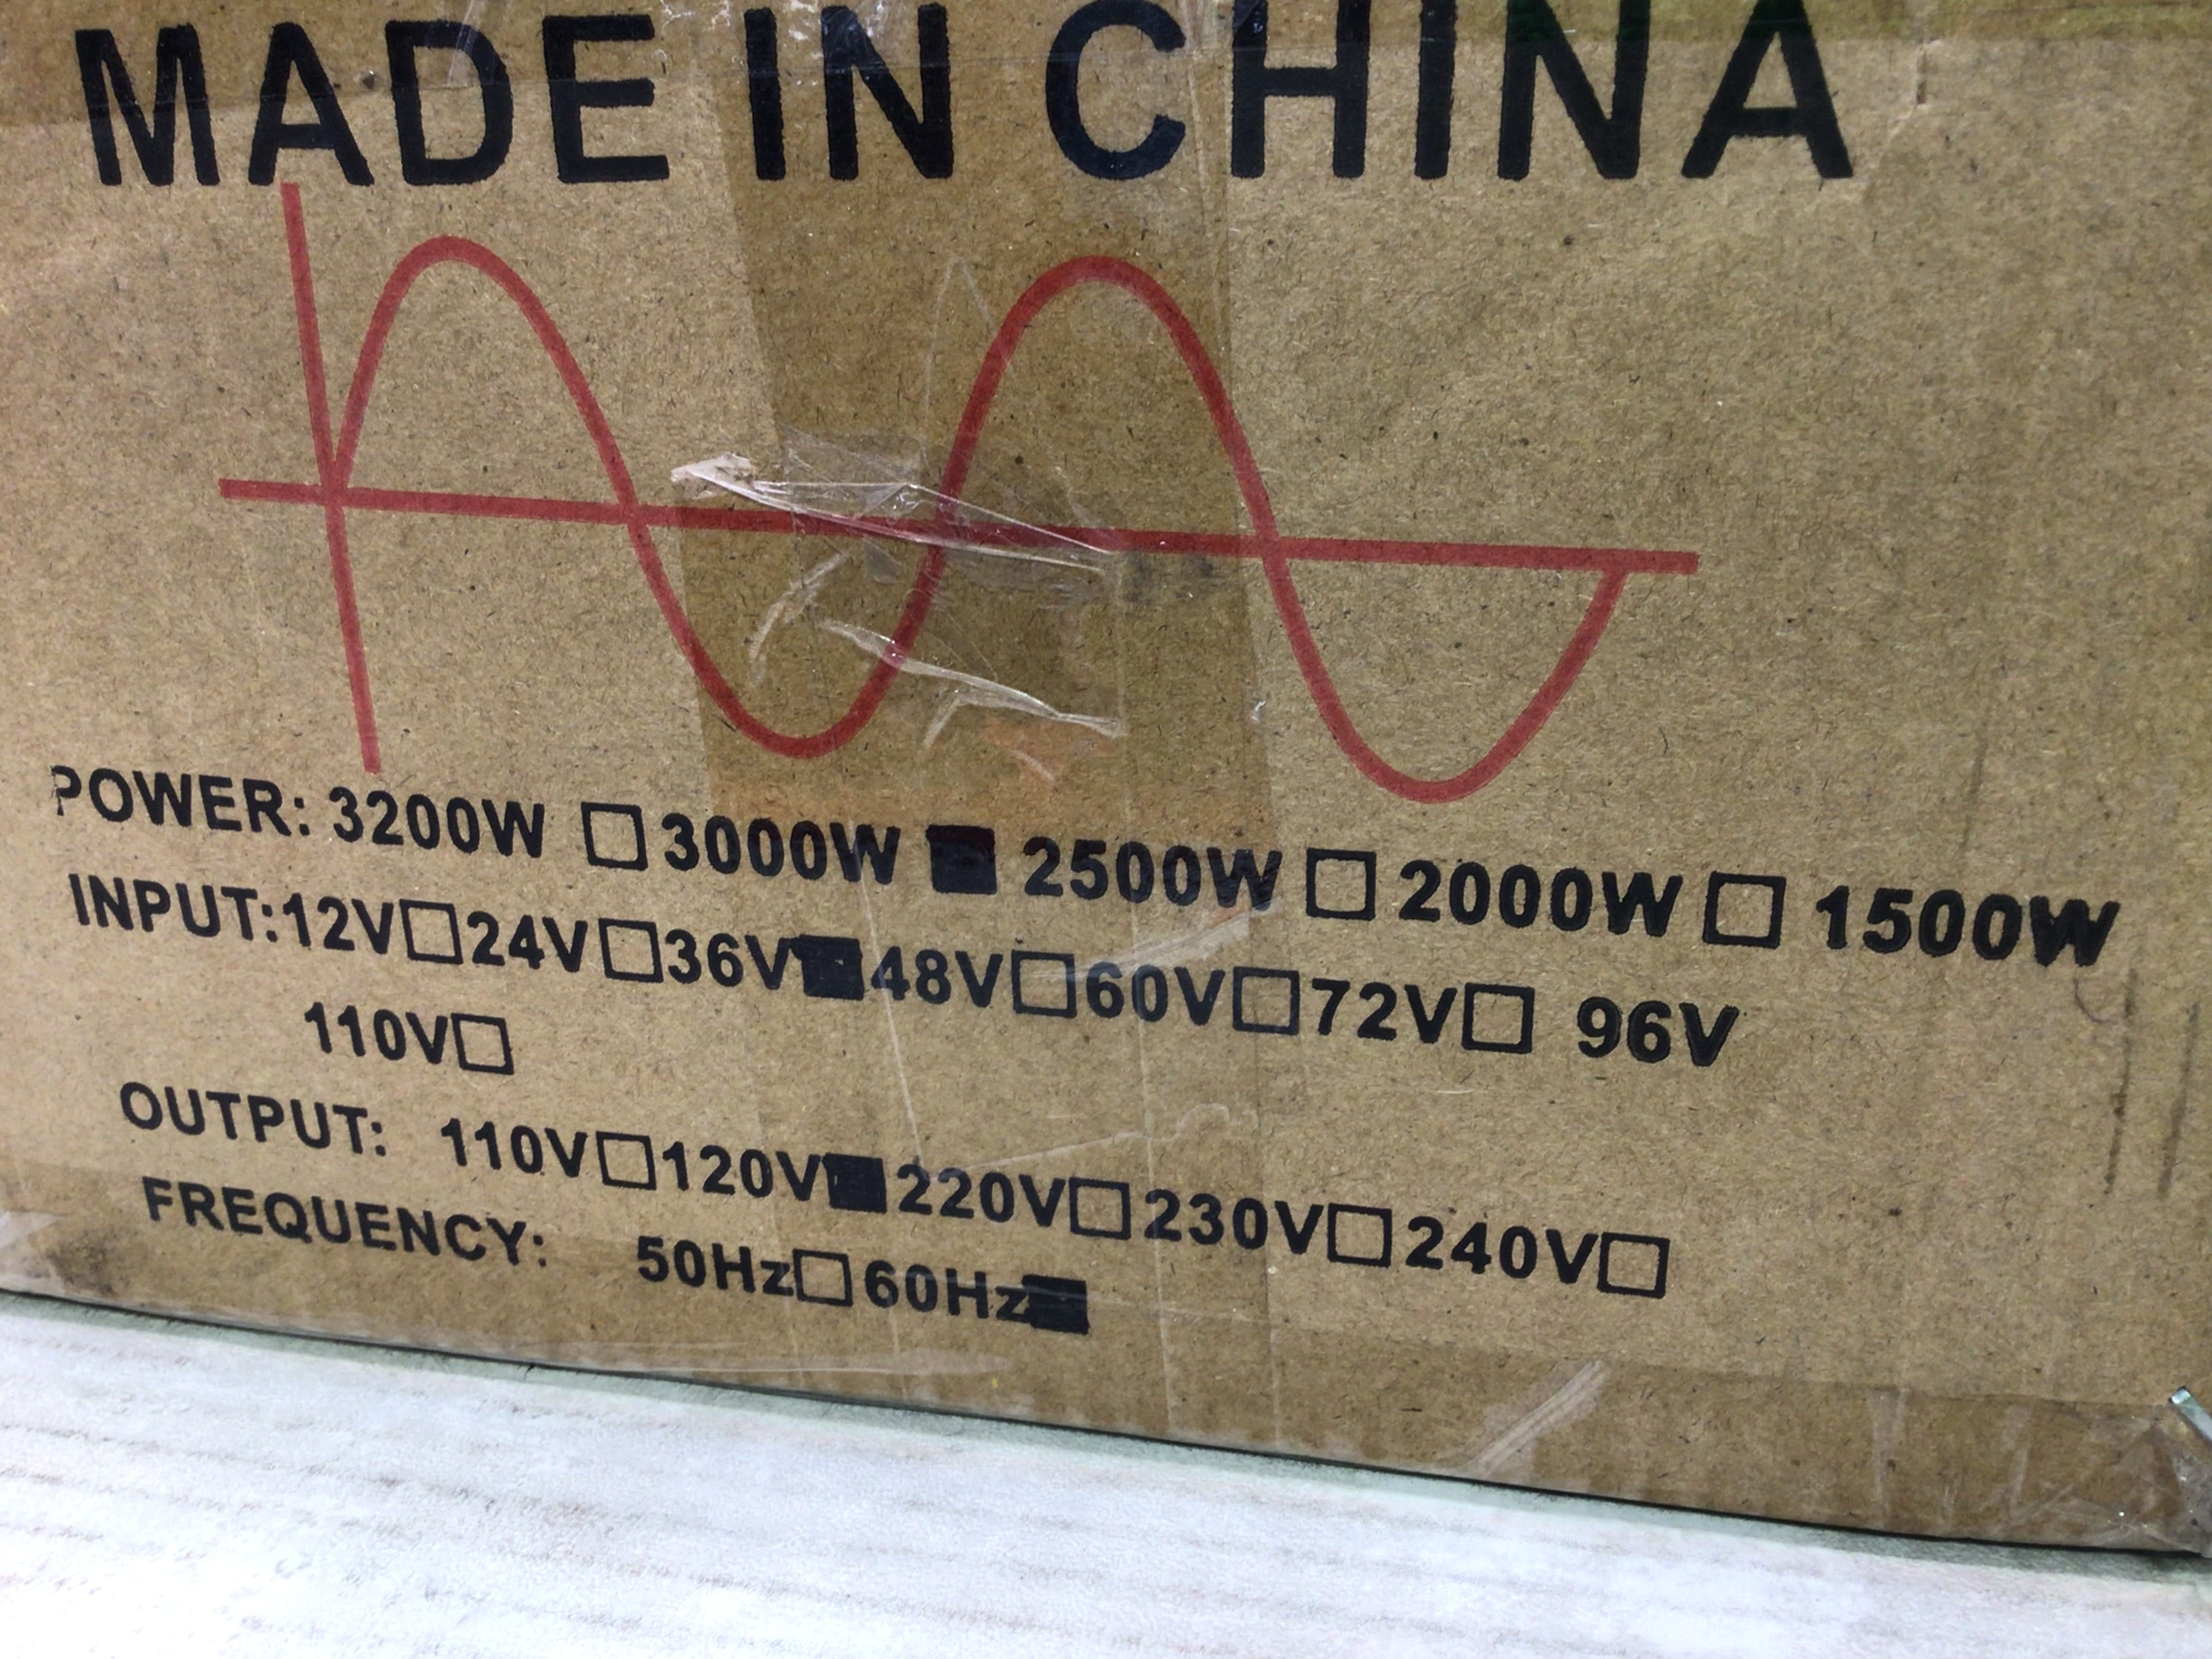 MADE IN CHINA
POWER: 3200W □ 3000W ■ 2500W □ 2000W □ 1500W
INPUT:12V□24V□36V■48V□60V□72V□ 96V
110V□
OUTPUT: 110V□120V■220V□230V□240V□
FREQUENCY: 50Hz□60Hz■